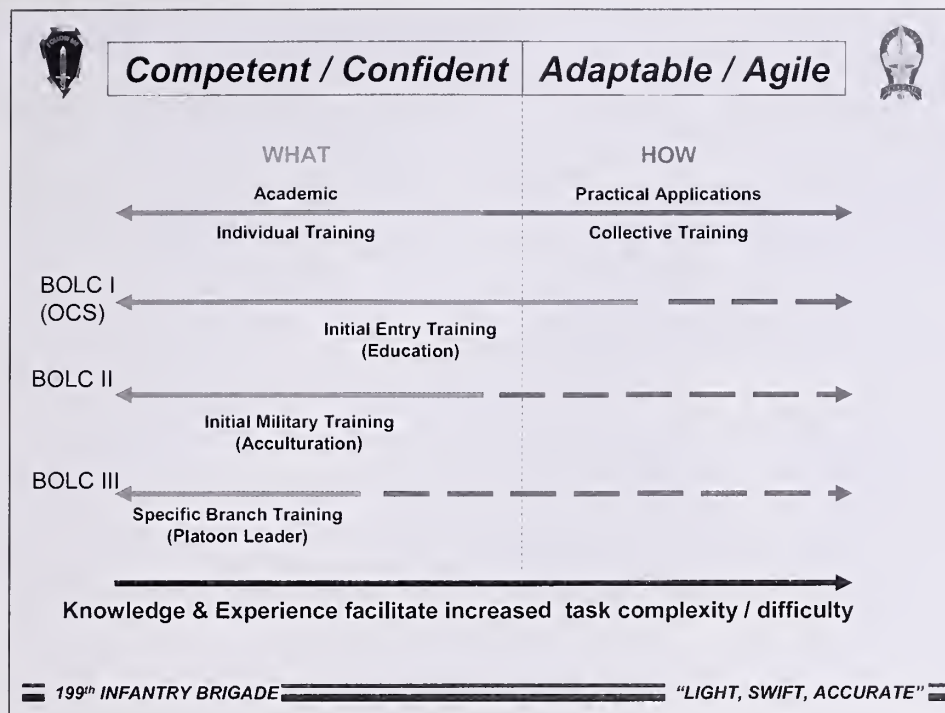 FOLLOW ME
Competent / Confident
Adaptable / Agile
WHAT
HOW
Academic
Practical Applications
Individual Training
Collective Training
BOLC I
(OCS)
Initial Entry Training
(Education)
BOLC II
Initial Military Training
(Acculturation)
BOLC III
Specific Branch Training
(Platoon Leader)
Knowledge & Experience facilitate increased task complexity / difficulty
199th INFANTRY BRIGADE
“LIGHT, SWIFT, ACCURATE”